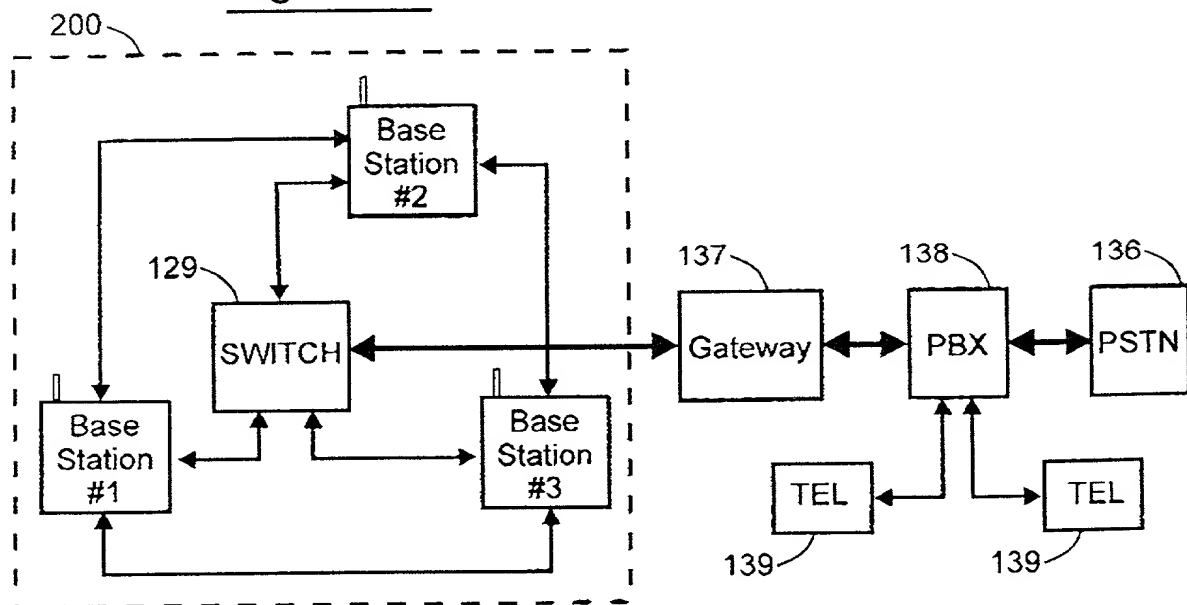 200
Base
Station
#2
129
SWITCH
137
Gateway
138
PBX
136
PSTN
Base
Station
#1
Base
Station
#3
TEL
139
TEL
139